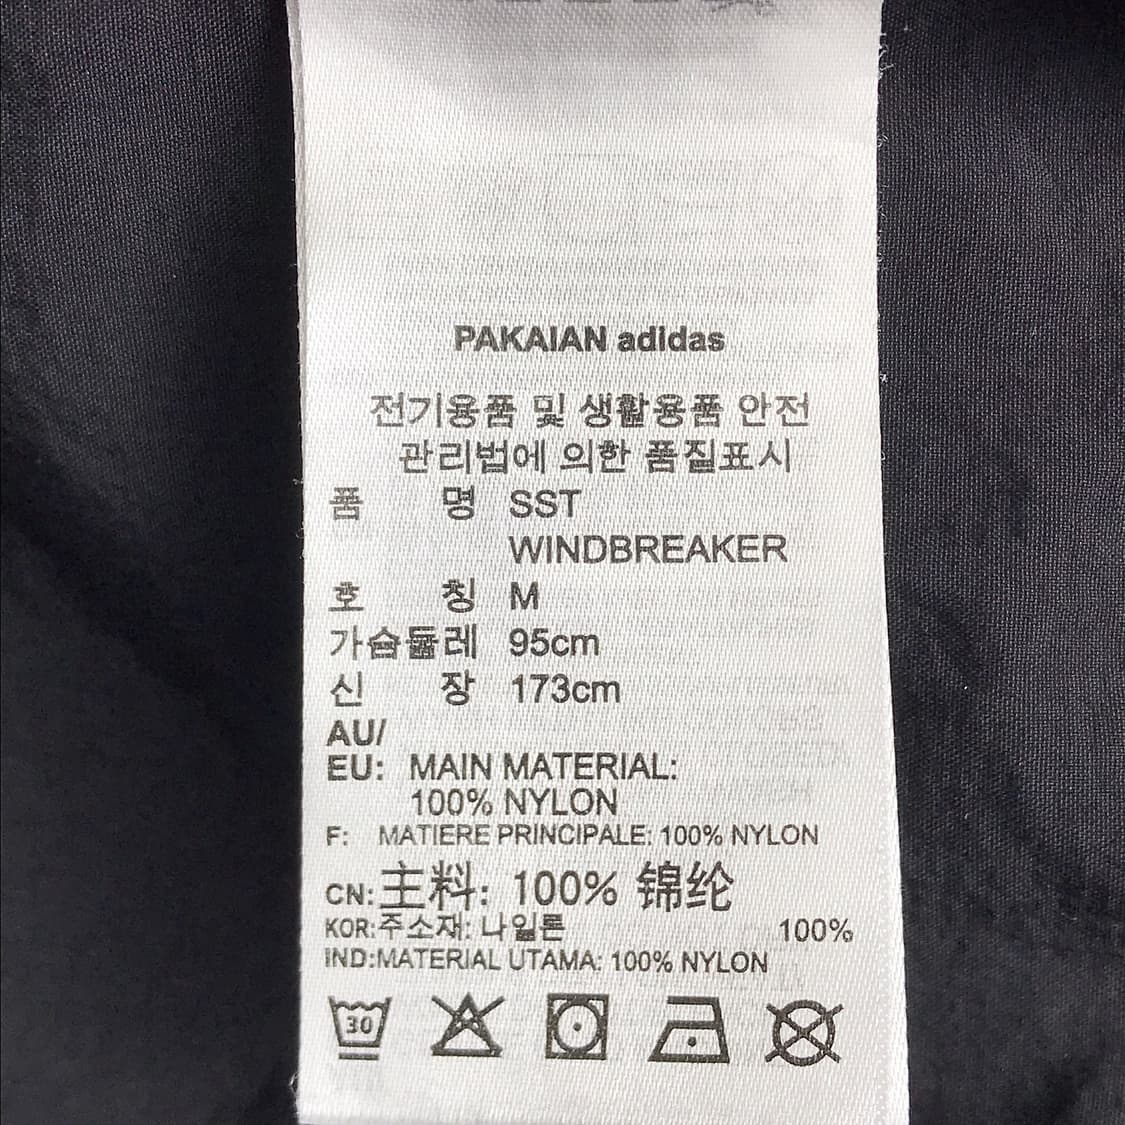 PAKAIAN adidas
전기용품 및 생활용품 안전
관리법에 의한 품질표시
품 명 SST
WINDBREAKER
호 칭 M
가슴둘레 95cm
신 장 173cm
AU/
EU: MAIN MATERIAL:
100% NYLON
F: MATIERE PRINCIPALE: 100% NYLON
CN:主料: 100% 锦纶
KOR:주소재: 나일론 100%
IND:MATERIAL UTAMA: 100% NYLON
30